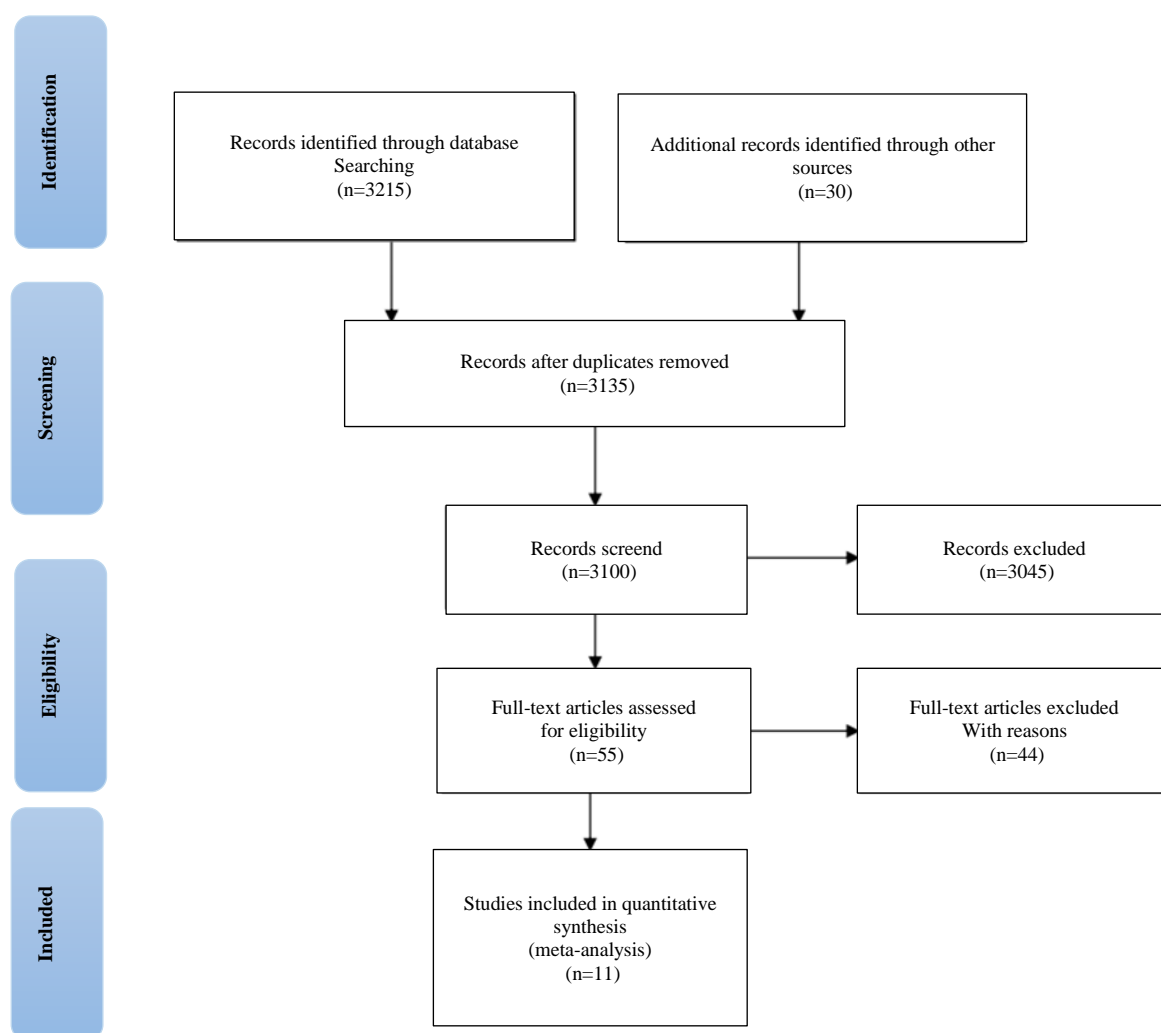 Identification
Records identified through database
Searching
(n=3215)
Additional records identified through other
sources
(n=30)
Screening
Records after duplicates removed
(n=3135)
Records screend
(n=3100)
Records excluded
(n=3045)
Eligibility
Full-text articles assessed
for eligibility
(n=55)
Full-text articles excluded
With reasons
(n=44)
Included
Studies included in quantitative
synthesis
(meta-analysis)
(n=11)